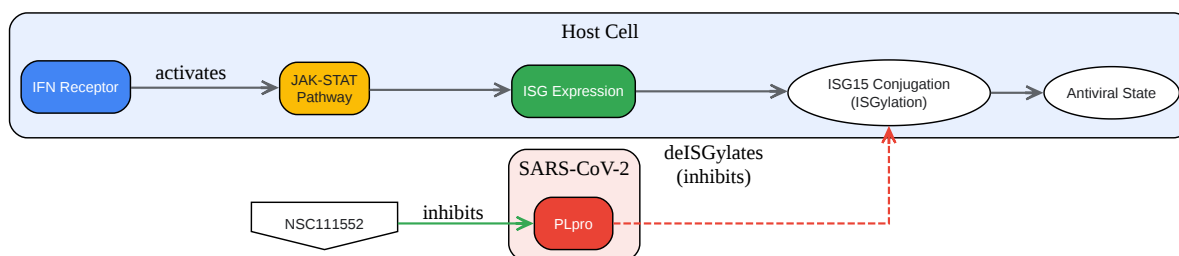 Host Cell
IFN Receptor
activates
JAK-STAT
Pathway
ISG Expression
ISG15 Conjugation
(ISGylation)
Antiviral State
deISGylates
(inhibits)
SARS-CoV-2
NSC111552
inhibits
PLpro